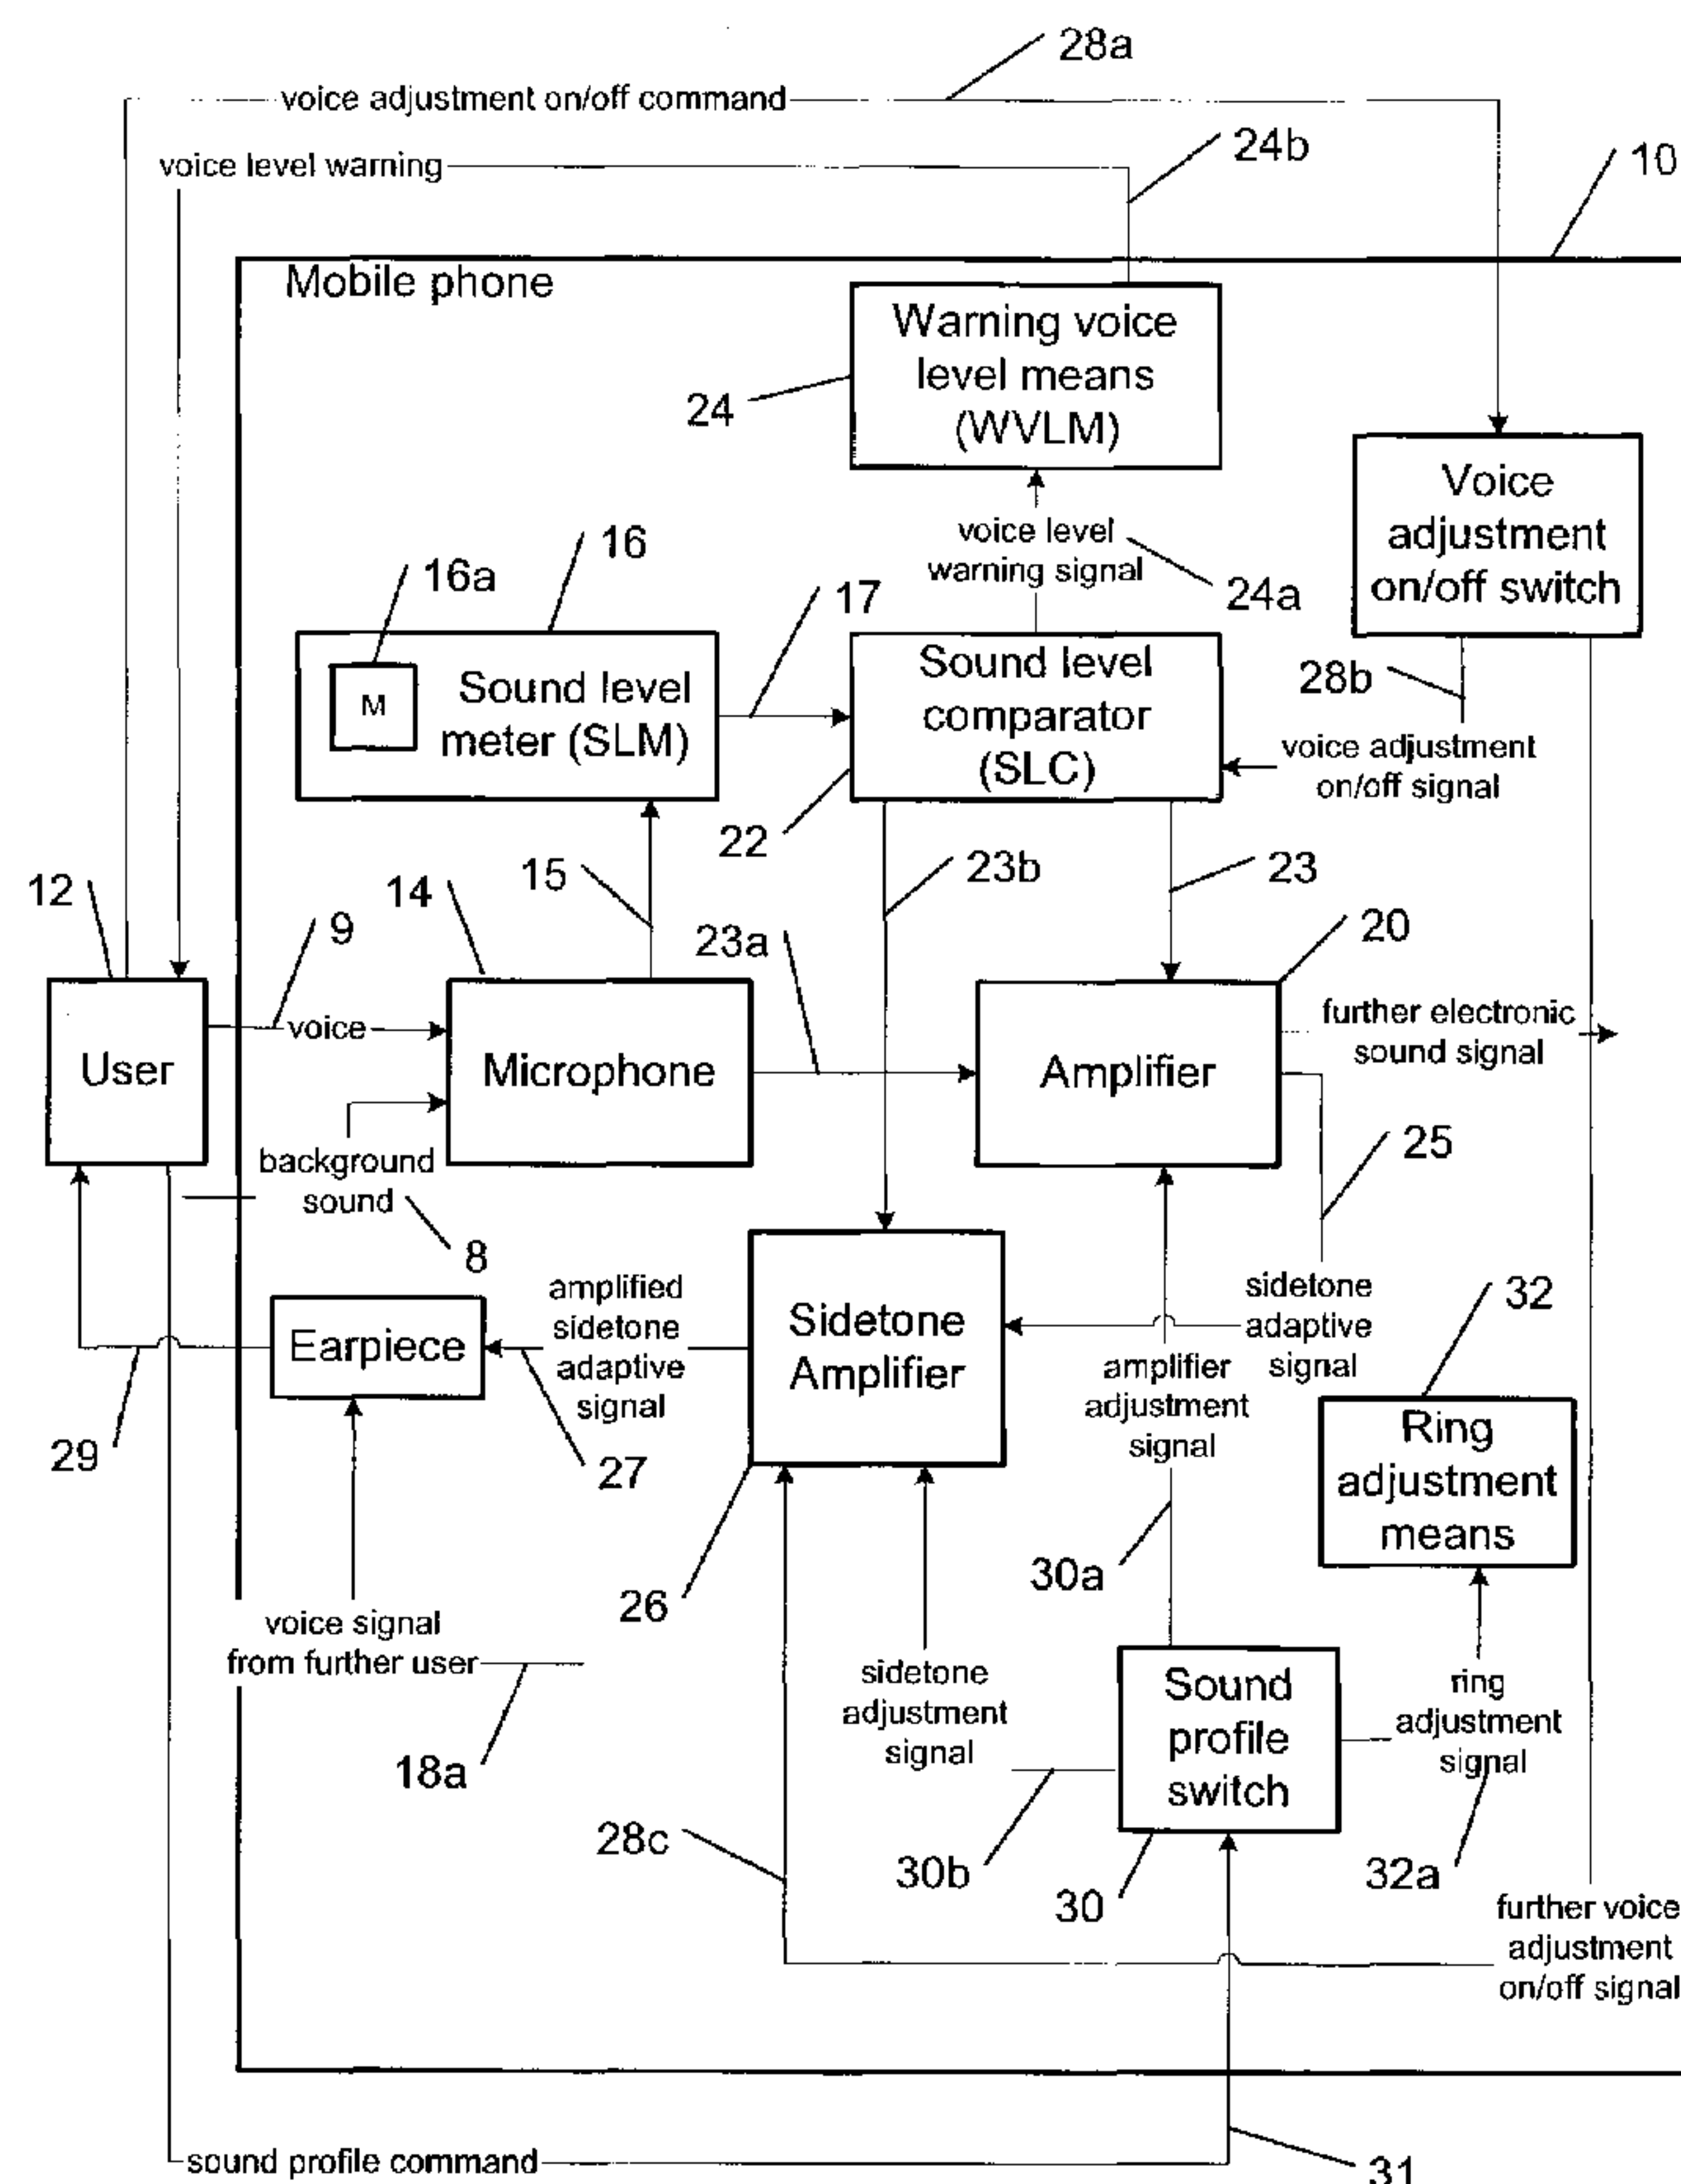 28a
voice adjustment on/off command
24b
voice level warning
10
Mobile phone
Warning voice
level means
(WVLM)
24
Voice
adjustment
on/off switch
voice level
warning signal
24a
16
16a
17
M
Sound level
meter (SLM)
Sound level
comparator
(SLC)
28b
voice adjustment
on/off signal
22
15
23b
23
12
14
9
23a
20
User
voice
Microphone
Amplifier
further electronic
sound signal
background
sound
8
25
Earpiece
amplified
sidetone
adaptive
signal
Sidetone
Amplifier
sidetone
adaptive
signal
32
amplifier
adjustment
signal
Ring
adjustment
means
29
27
26
30a
voice signal
from further user
18a
sidetone
adjustment
signal
Sound
profile
switch
ring
adjustment
signal
28c
30b
30
32a
further voice
adjustment
on/off signal
sound profile command
31